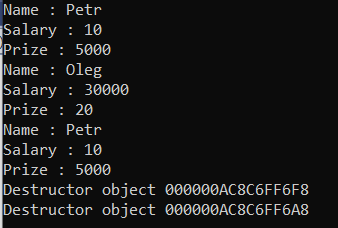 Name : Petr
Salary : 10
Prize : 5000
Name : Oleg
Salary : 30000
Prize : 20
Name : Petr
Salary : 10
Prize : 5000
Destructor object 000000AC8C6FF6F8
Destructor object 000000AC8C6FF6A8